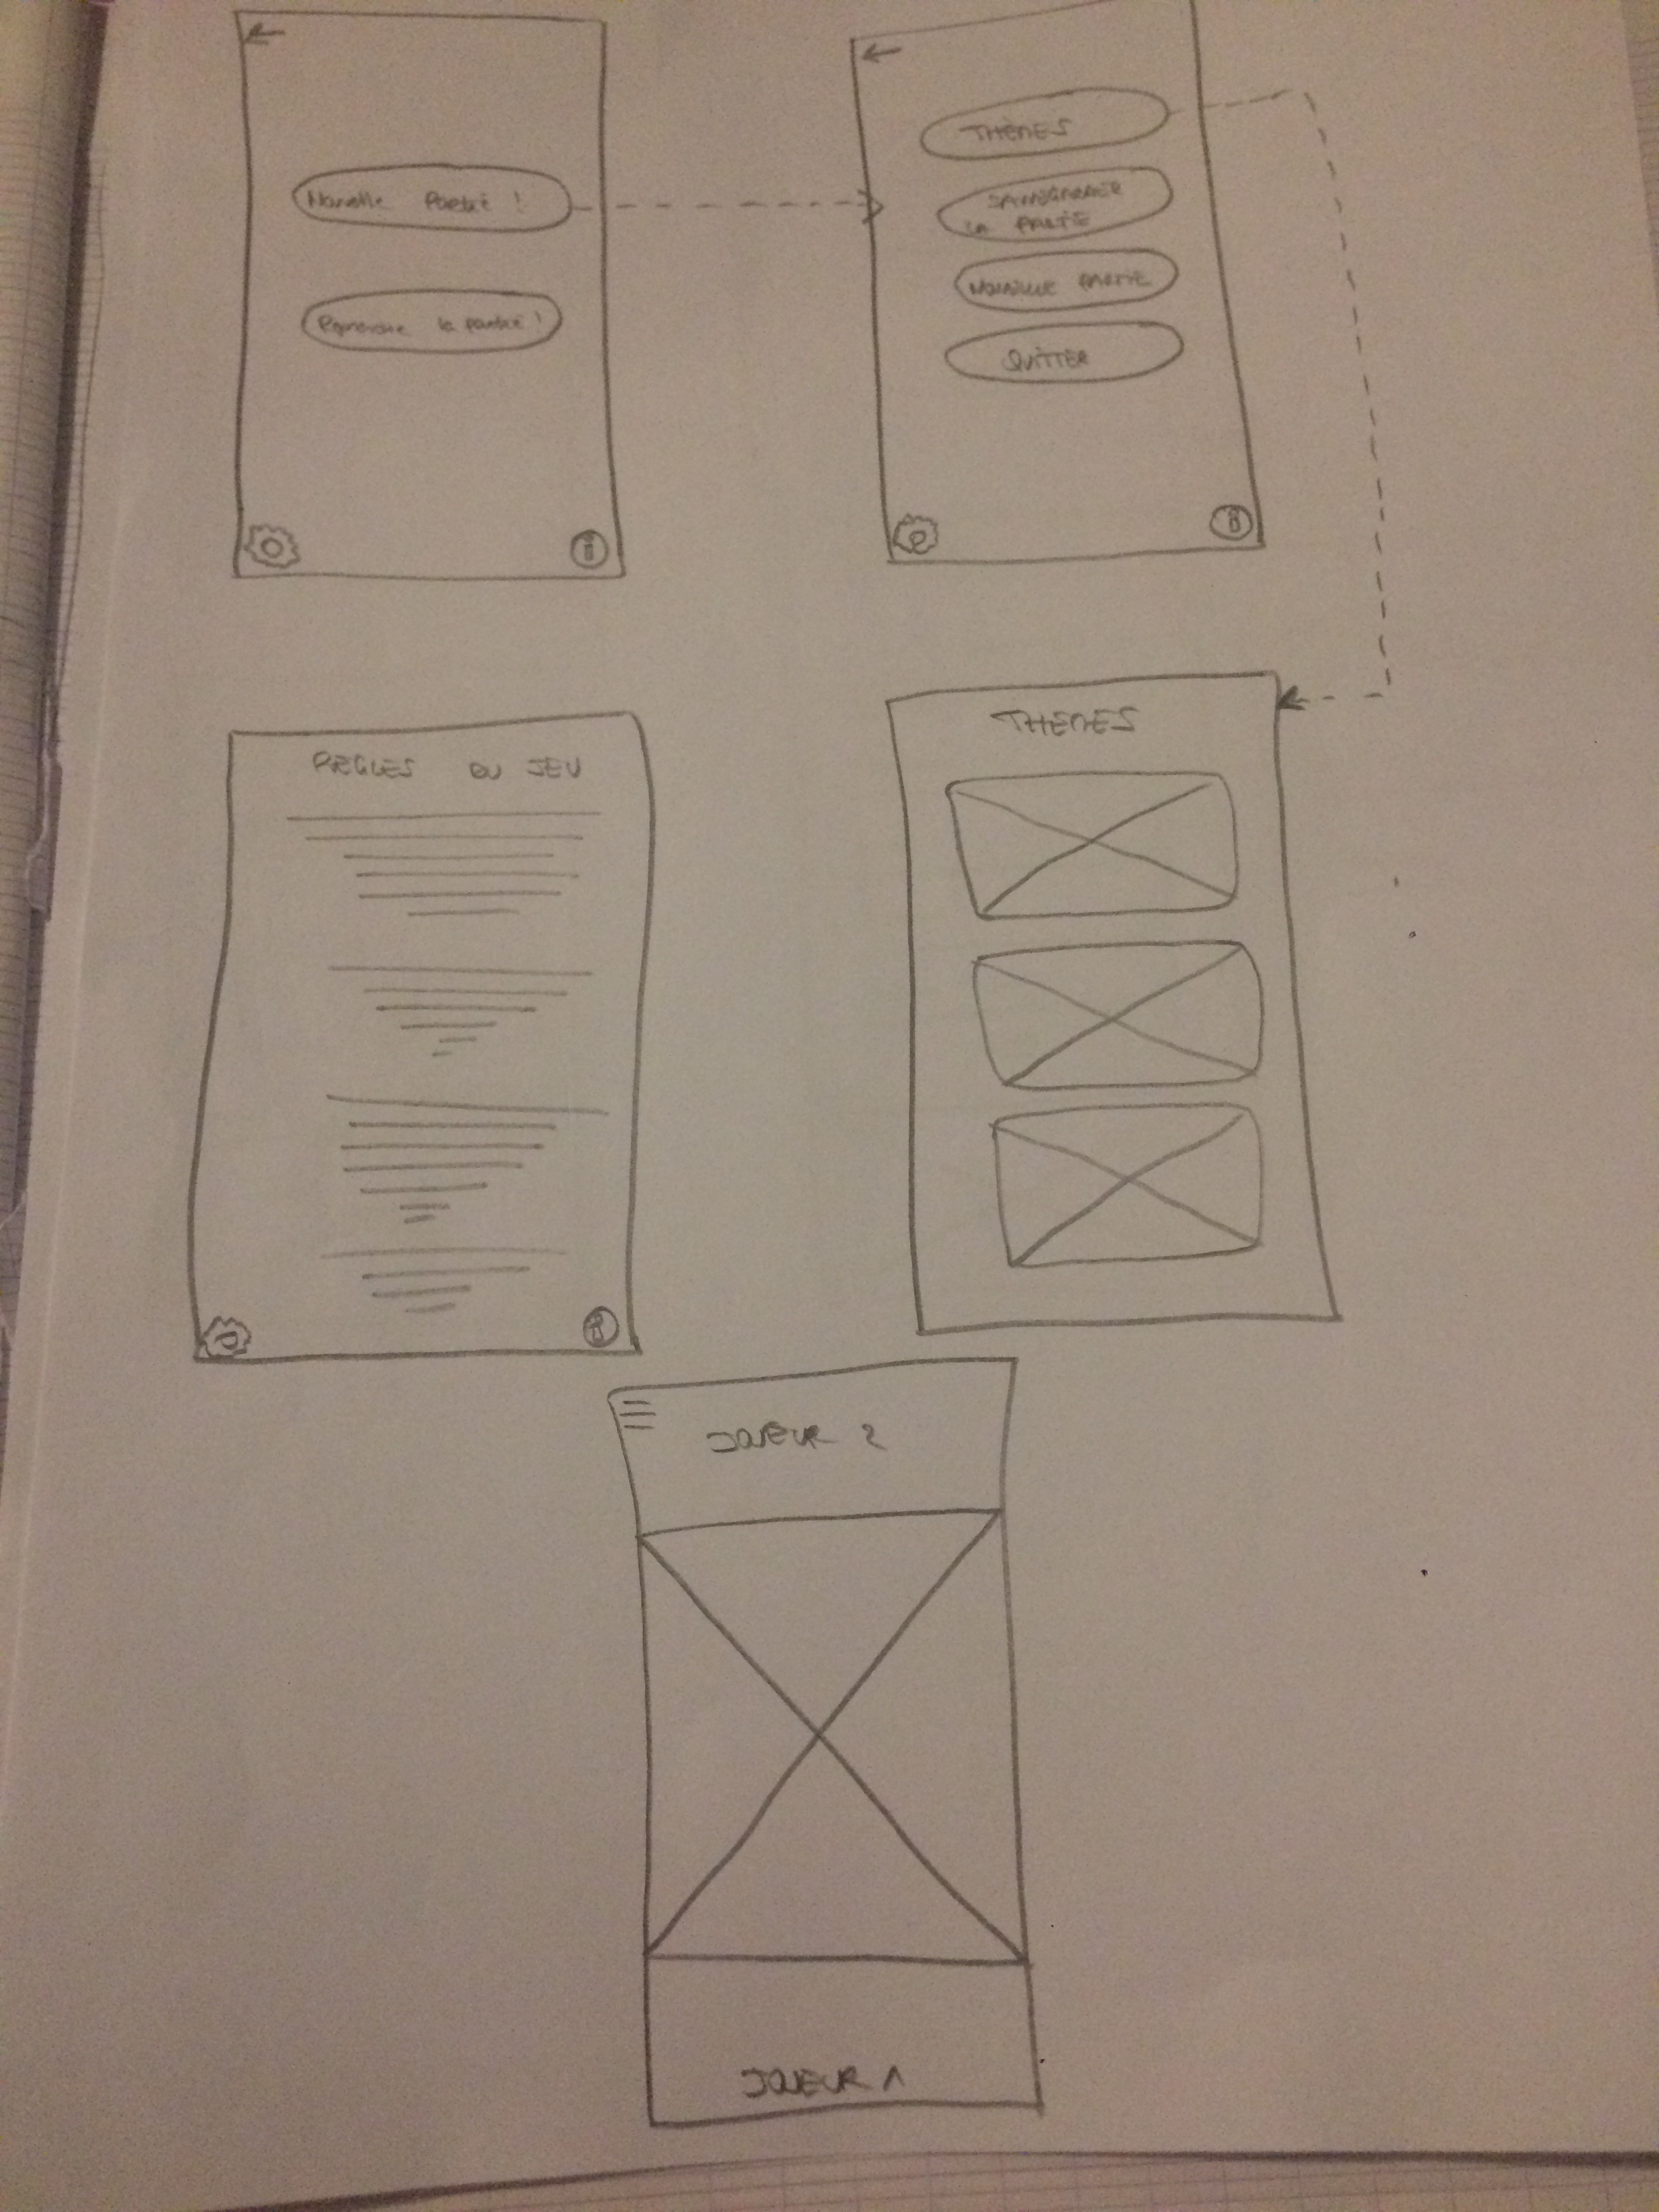 Nouvelle Partie !
Reprendre la partie !
THÈMES
SAUVEGARDER
LA PARTIE
NOUVELLE PARTIE
QUITTER
REGLES DU JEU
THEMES
JOUEUR 2
JOUEUR 1